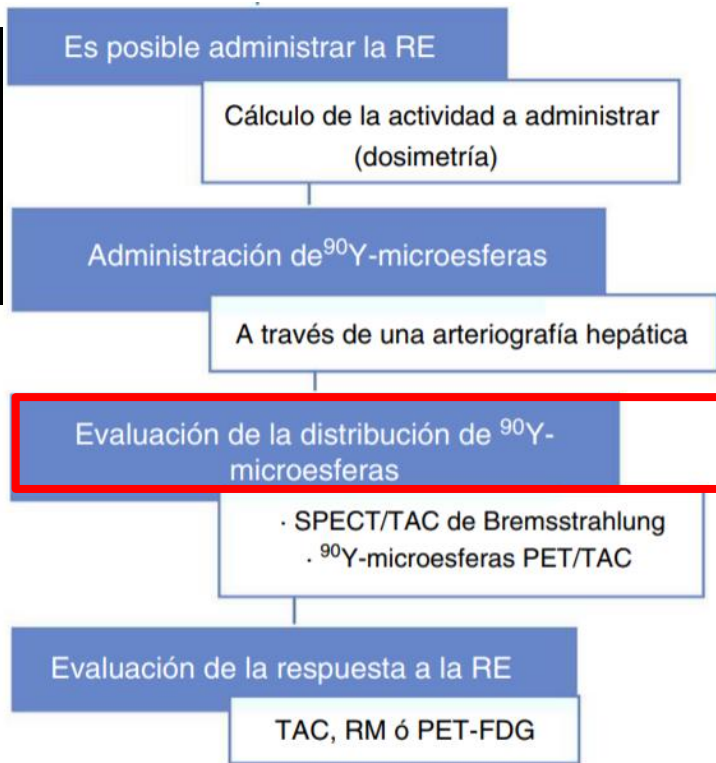 Es posible administrar la RE
Cálculo de la actividad a administrar
(dosimetría)
Administración de ⁹⁰Y-microesferas
A través de una arteriografía hepática
Evaluación de la distribución de ⁹⁰Y-
microesferas
· SPECT/TAC de Bremsstrahlung
· ⁹⁰Y-microesferas PET/TAC
Evaluación de la respuesta a la RE
TAC, RM ó PET-FDG